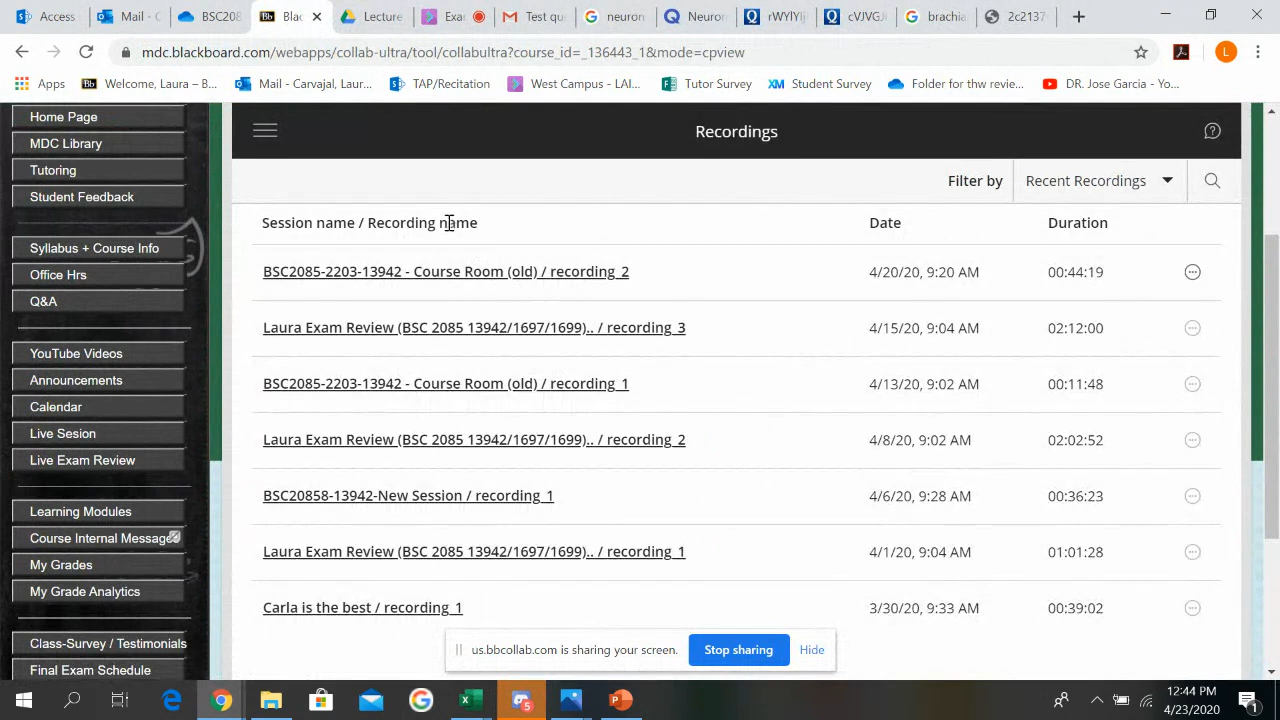 Actio
Mail - C
BSC208
Blac
Lecture
Exa
Test qu
neuron
Neuron
rWYlYj
cVJVGJ
brachia
2c2137
mdc.blackboard.com/webapps/collab-ultra/tool/collabultra?course_id=_136443_1&mode=cpview
L
Apps
Welcome, Laura – B...
Mail - Carvajal, Laur...
TAP/Recitation
West Campus - LAI...
Tutor Survey
Student Survey
Folder for thw revie...
DR. Jose Garcia - Yo...
Home Page
MDC Library
Tutoring
Student Feedback
Syllabus + Course Info
Office Hrs
Q&A
YouTube Videos
Announcements
Calendar
Live Sesion
Live Exam Review
Learning Modules
Course Internal Message
My Grades
My Grade Analytics
Class-Survey / Testimonials
Final Exam Schedule
Recordings
Filter by Recent Recordings
Session name / Recording name Date Duration
BSC2085-2203-13942 - Course Room (old) / recording_2 4/20/20, 9:20 AM 00:44:19
Laura Exam Review (BSC 2085 13942/1697/1699).. / recording_3 4/15/20, 9:04 AM 02:12:00
BSC2085-2203-13942 - Course Room (old) / recording_1 4/13/20, 9:02 AM 00:11:48
Laura Exam Review (BSC 2085 13942/1697/1699).. / recording_2 4/8/20, 9:02 AM 02:02:52
BSC20858-13942-New Session / recording_1 4/6/20, 9:28 AM 00:36:23
Laura Exam Review (BSC 2085 13942/1697/1699).. / recording_1 4/1/20, 9:04 AM 01:01:28
Carla is the best / recording_1 3/30/20, 9:33 AM 00:39:02
us.bbcollab.com is sharing your screen. Stop sharing Hide
12:44 PM
4/23/2020